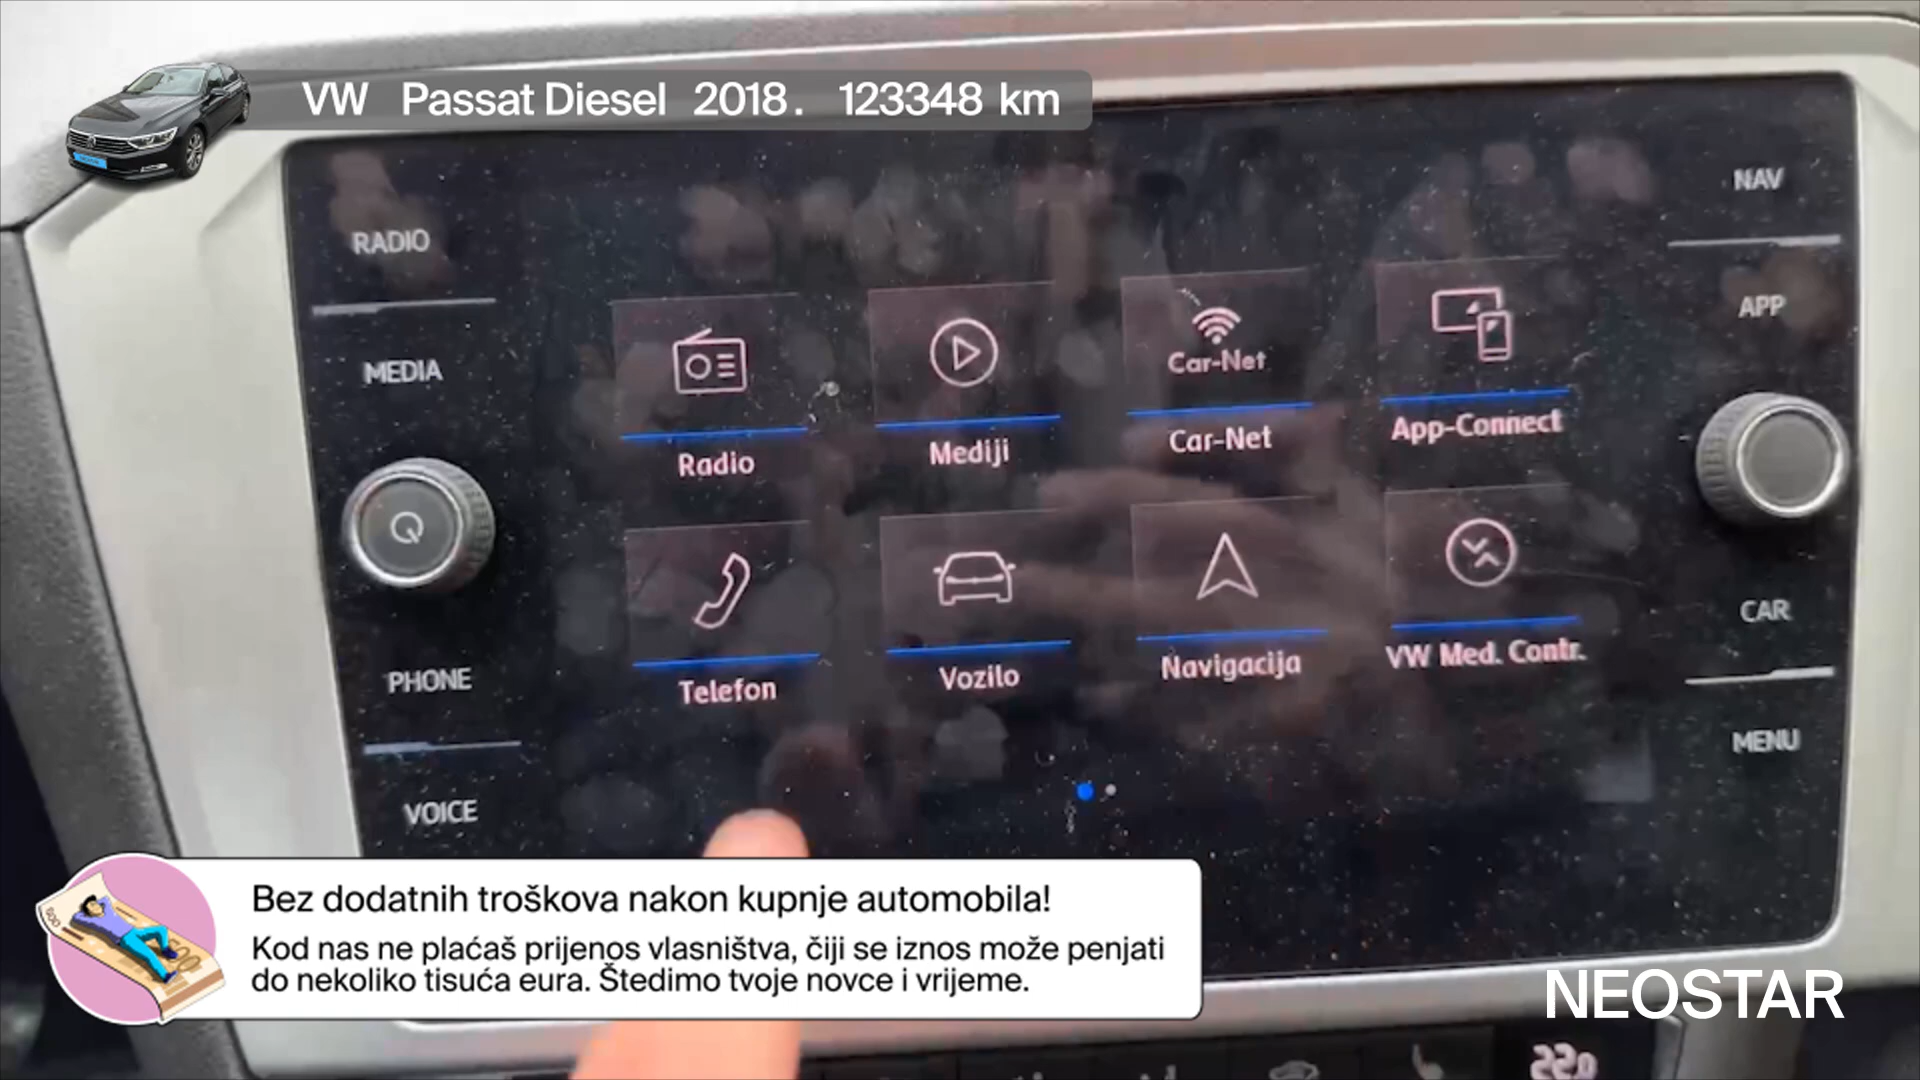 VW Passat Diesel 2018. 123348 km
RADIO
MEDIA
PHONE
VOICE
NAV
APP
CAR
MENU
Car-Net
Radio
Mediji
Car-Net
App-Connect
Telefon
Vozilo
Navigacija
VW Med. Contr.
Bez dodatnih troškova nakon kupnje automobila!
Kod nas ne plaćaš prijenos vlasništva, čiji se iznos može penjati
do nekoliko tisuća eura. Štedimo tvoje novce i vrijeme.
NEOSTAR
22.0